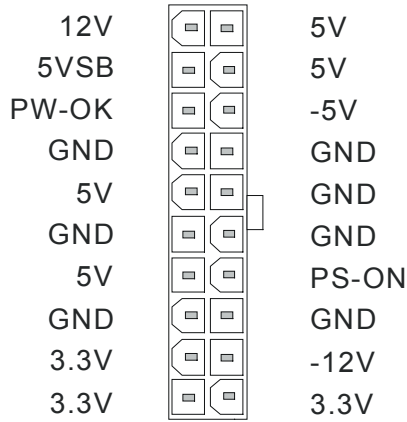 12V 5V
5VSB 5V
PW-OK -5V
GND GND
5V GND
GND GND
5V PS-ON
GND GND
3.3V -12V
3.3V 3.3V